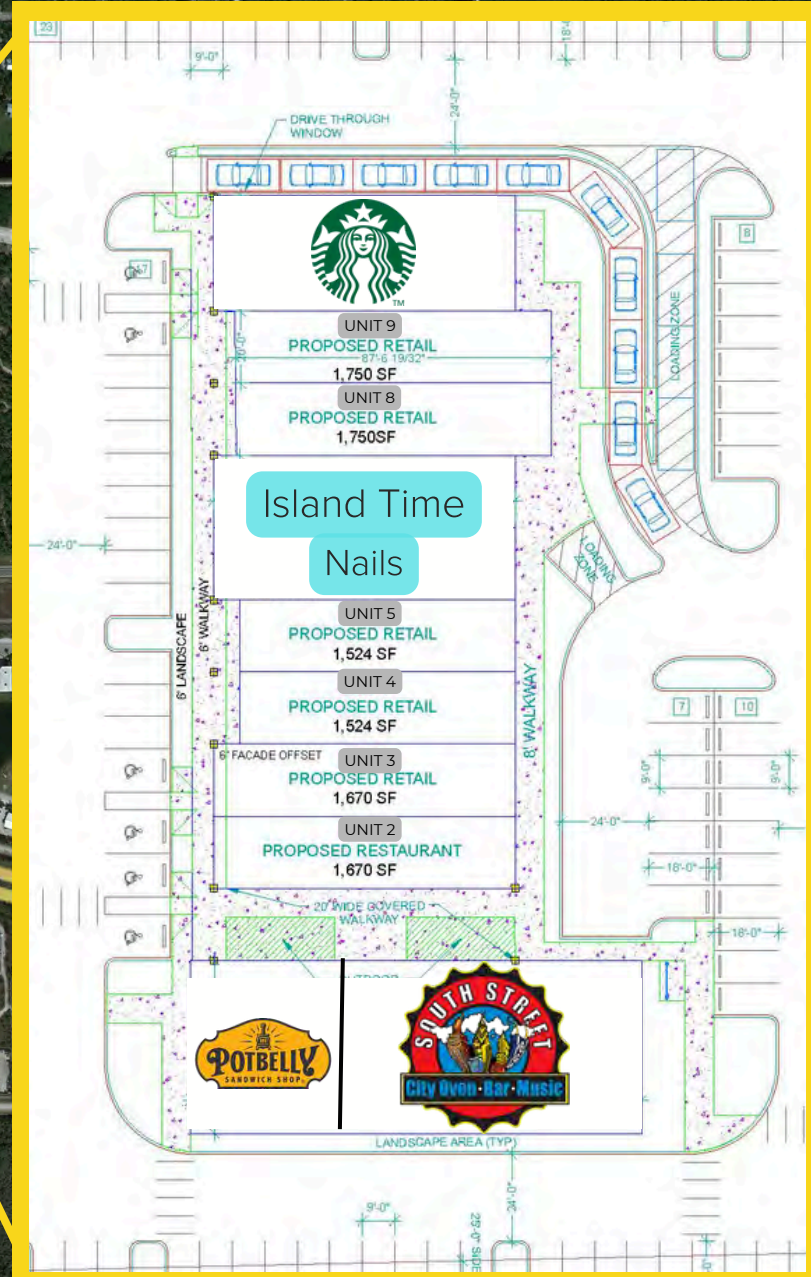 23
9'-0"
18'-0"
24'-0"
DRIVE THROUGH
WINDOW
8
TM
LOADING ZONE
UNIT 9
PROPOSED RETAIL
87'-6 19/32"
1,750 SF
UNIT 8
PROPOSED RETAIL
1,750SF
Island Time
Nails
24'-0"
LOADING
ZONE
6' LANDSCAPE
6' WALKWAY
UNIT 5
PROPOSED RETAIL
1,524 SF
UNIT 4
PROPOSED RETAIL
1,524 SF
8' WALKWAY
7
10
6' FACADE OFFSET
UNIT 3
PROPOSED RETAIL
1,670 SF
9'-0"
9'-0"
UNIT 2
PROPOSED RESTAURANT
1,670 SF
24'-0"
18'-0"
20' WIDE COVERED
WALKWAY
18'-0"
POTBELLY
SANDWICH SHOP
SOUTH STREET
City Oven·Bar·Music
LANDSCAPE AREA (TYP)
9'-0"
24'-0"